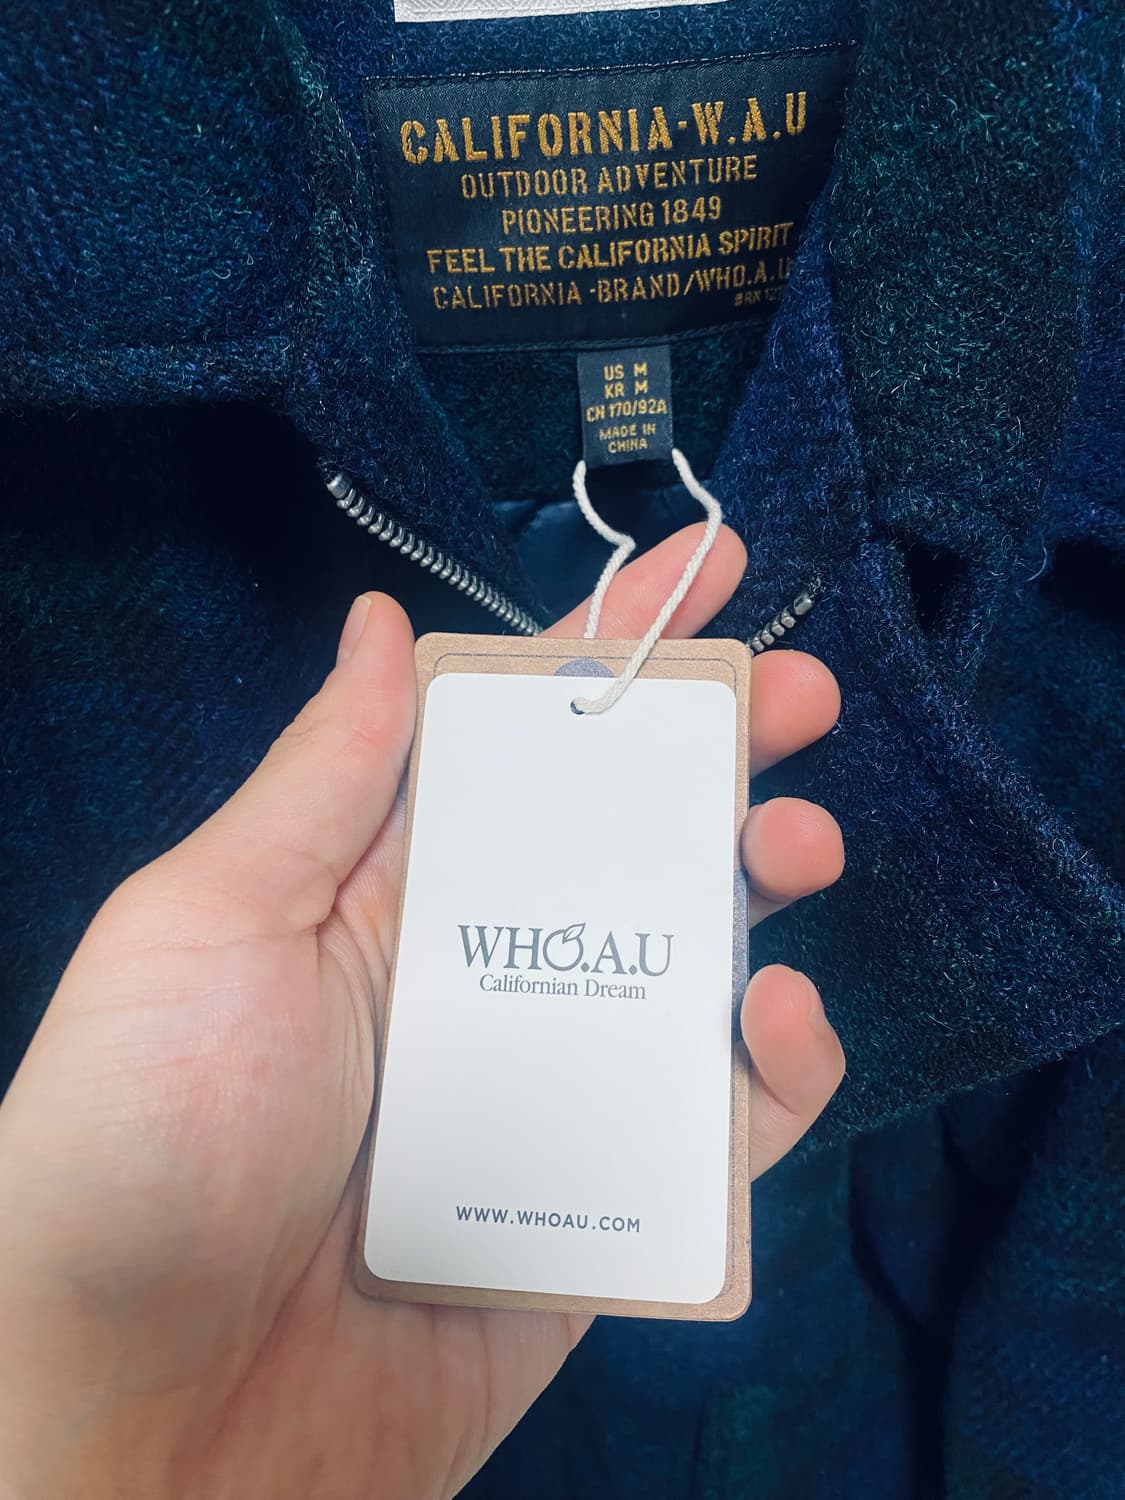 CALIFORNIA-W.A.U
OUTDOOR ADVENTURE
PIONEERING 1849
FEEL THE CALIFORNIA SPIRIT
CALIFORNIA -BRAND/WHO.A.U
US M
KR M
CN 170/92A
MADE IN
CHINA
WHO.A.U
Californian Dream
WWW.WHOAU.COM